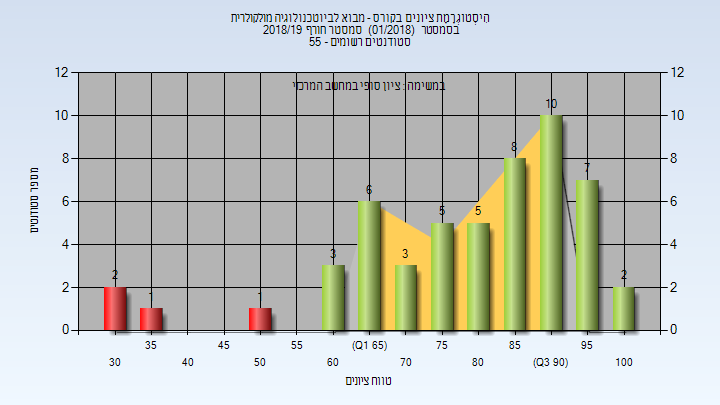 היסטוגרמת ציונים בקורס - מבוא לביוטכנולוגיה מולקולרית
בסמסטר (01/2018) סמסטר חורף 2018/19
סטודנטים רשומים - 55
במשימה : ציון סופי במחשב המרכזי
12 12
10 10
8 8
6 6
4 4
2 2
0 0
2 1 1 3 6 3 5 5 8 10 7 2
מספר סטודנטים
35 45 55 (Q1 65) 75 85 95
30 40 50 60 70 80 (Q3 90) 100
טווח ציונים